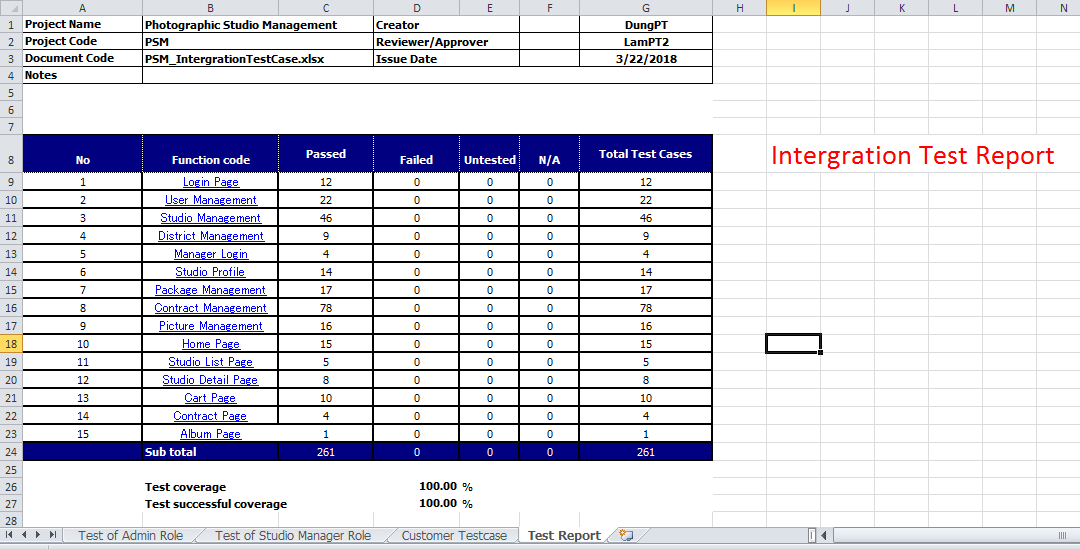 A B C D E F G H I J K L M N
1 Project Name Photographic Studio Management Creator DungPT
2 Project Code PSM Reviewer/Approver LamPT2
3 Document Code PSM_IntergrationTestCase.xlsx Issue Date 3/22/2018
4 Notes
5
6
7
8 No Function code Passed Failed Untested N/A Total Test Cases Intergration Test Report
9 1 Login Page 12 0 0 0 12
10 2 User Management 22 0 0 0 22
11 3 Studio Management 46 0 0 0 46
12 4 District Management 9 0 0 0 9
13 5 Manager Login 4 0 0 0 4
14 6 Studio Profile 14 0 0 0 14
15 7 Package Management 17 0 0 0 17
16 8 Contract Management 78 0 0 0 78
17 9 Picture Management 16 0 0 0 16
18 10 Home Page 15 0 0 0 15
19 11 Studio List Page 5 0 0 0 5
20 12 Studio Detail Page 8 0 0 0 8
21 13 Cart Page 10 0 0 0 10
22 14 Contract Page 4 0 0 0 4
23 15 Album Page 1 0 0 0 1
24 Sub total 261 0 0 0 261
25
26 Test coverage 100.00 %
27 Test successful coverage 100.00 %
28
Test of Admin Role Test of Studio Manager Role Customer Testcase Test Report